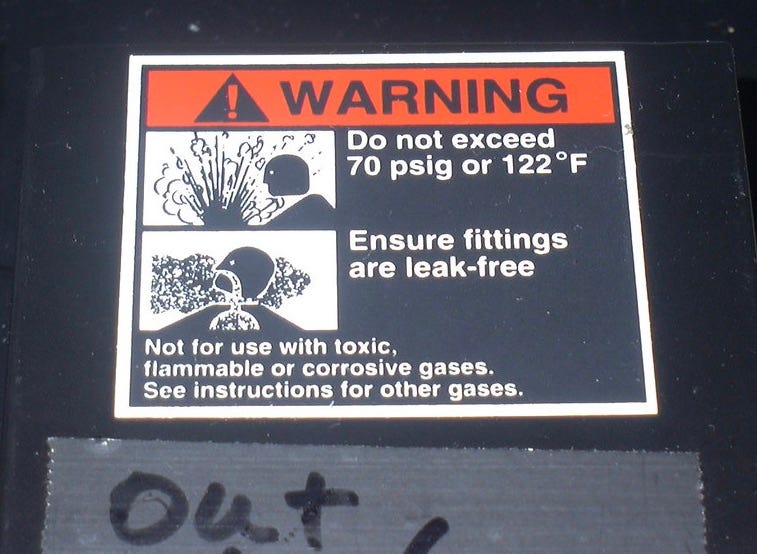 WARNING
Do not exceed
70 psig or 122°F
Ensure fittings
are leak-free
Not for use with toxic,
flammable or corrosive gases.
See instructions for other gases.
Out